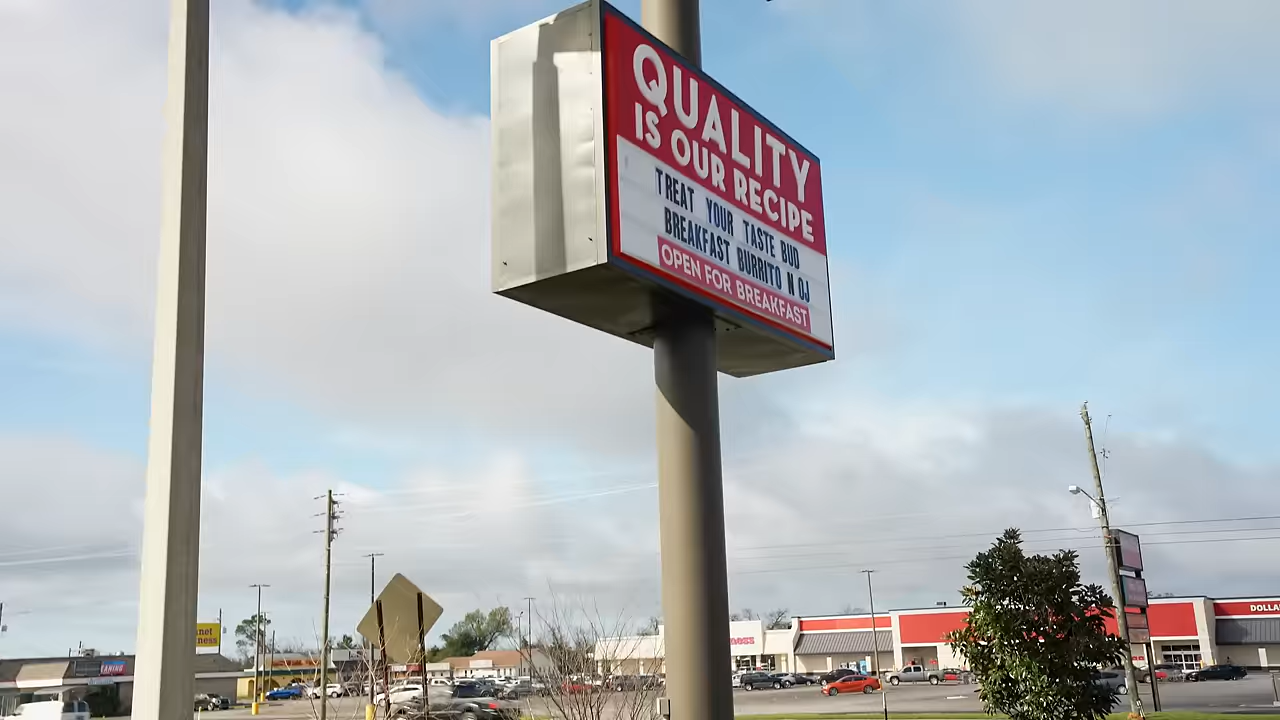 QUALITY
IS OUR RECIPE
TREAT YOUR TASTE BUD
BREAKFAST BURRITO N OJ
OPEN FOR BREAKFAST